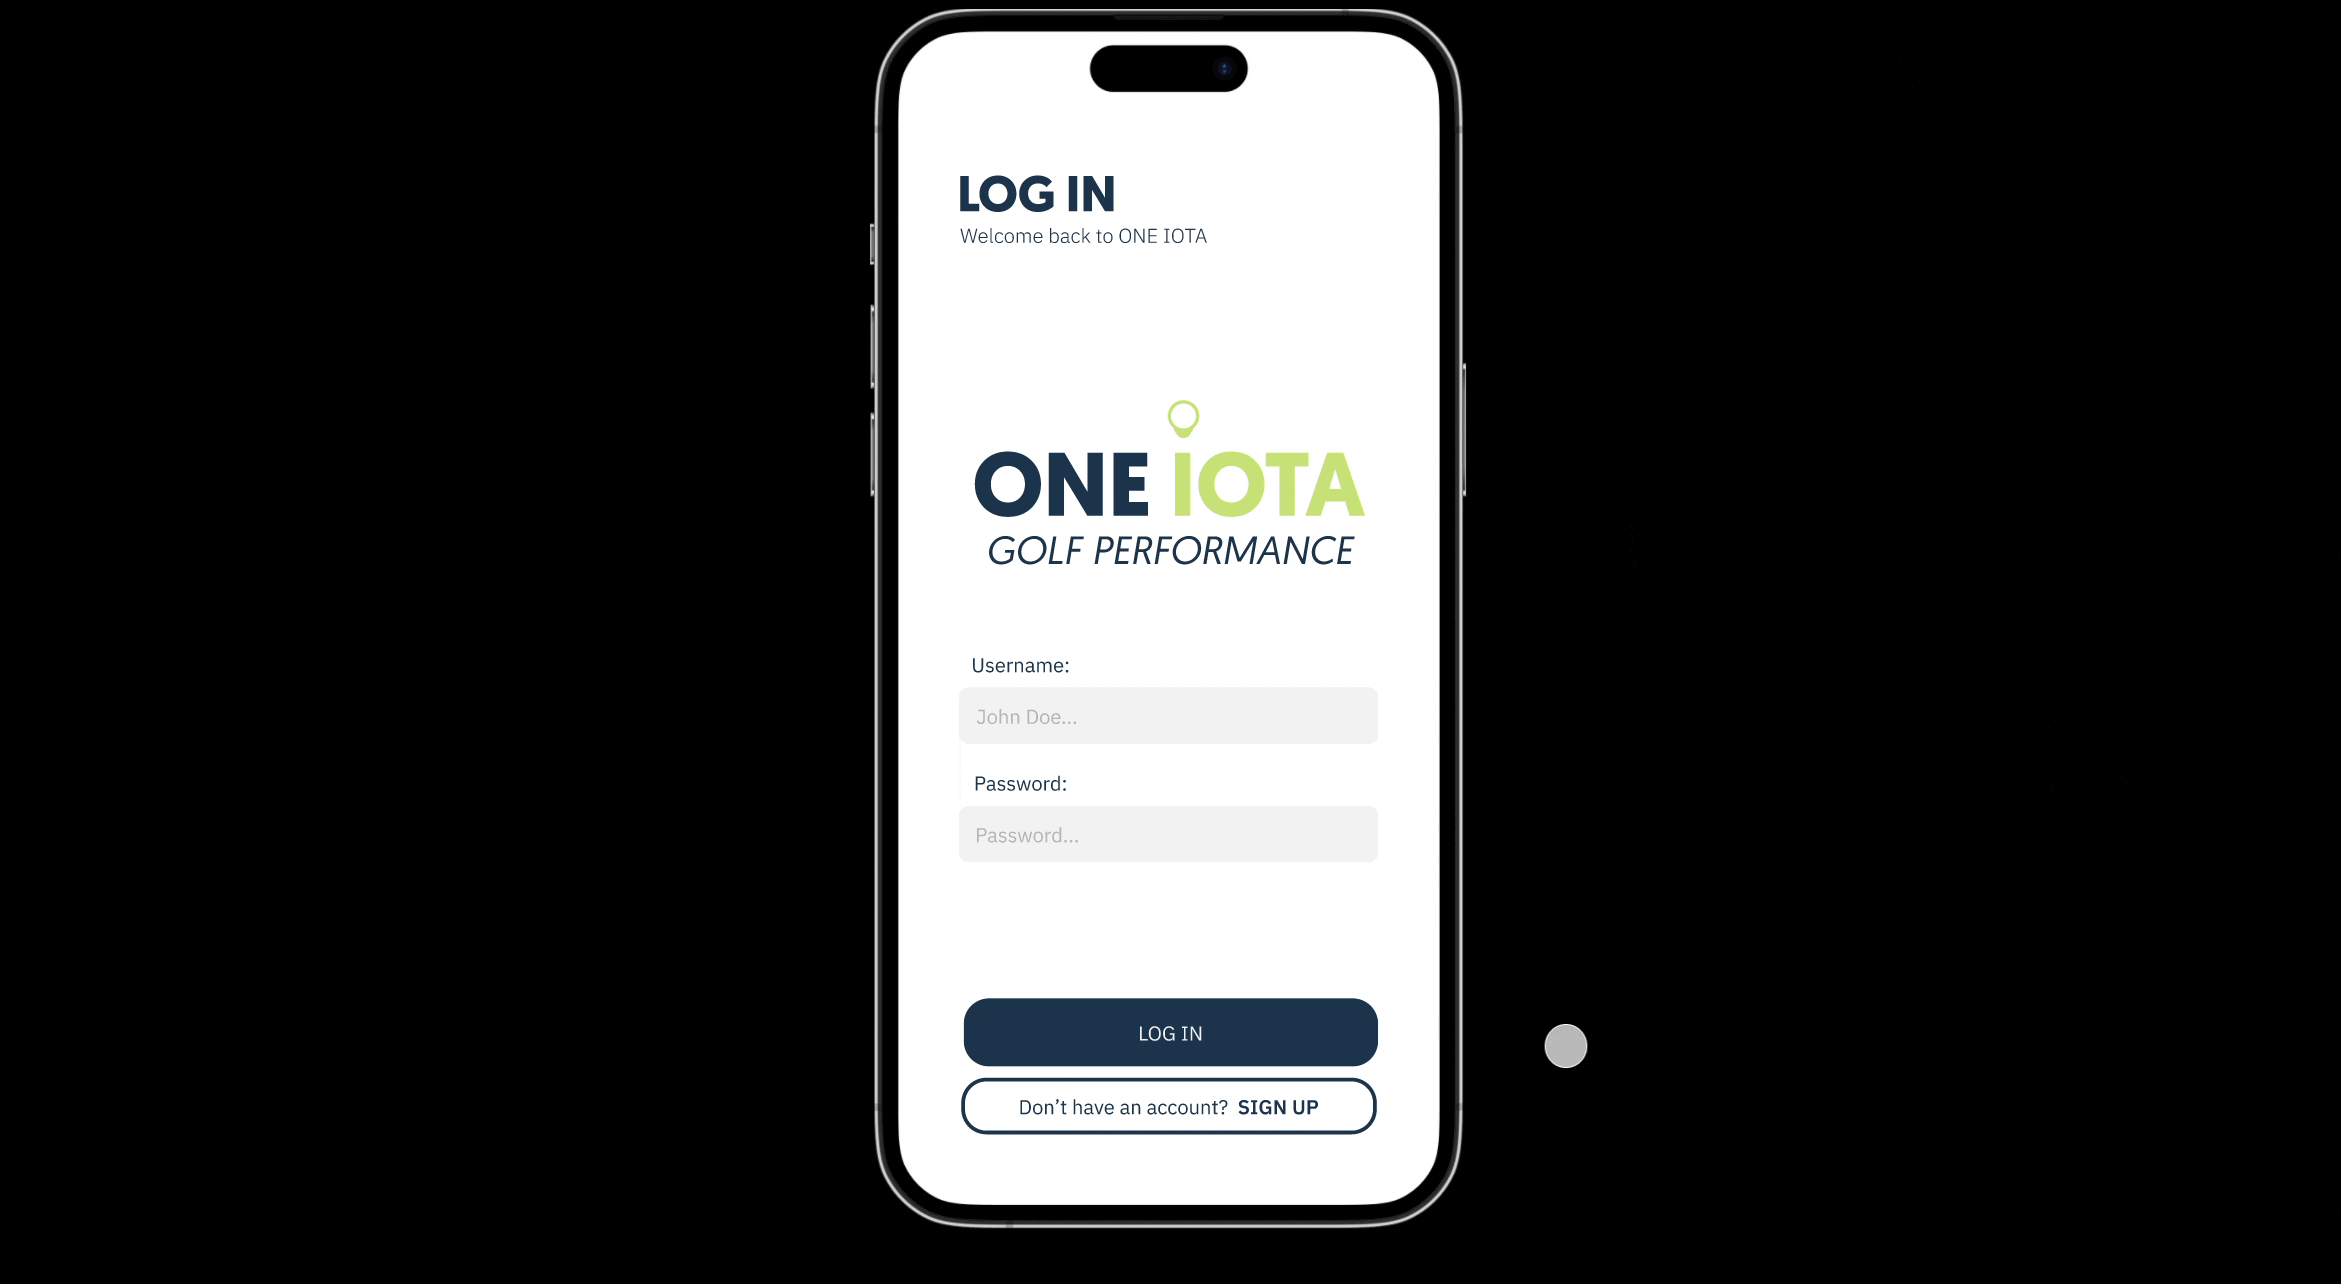 LOG IN
Welcome back to ONE IOTA
ONE IOTA
GOLF PERFORMANCE
Username:
John Doe...
Password:
Password...
LOG IN
Don’t have an account? SIGN UP